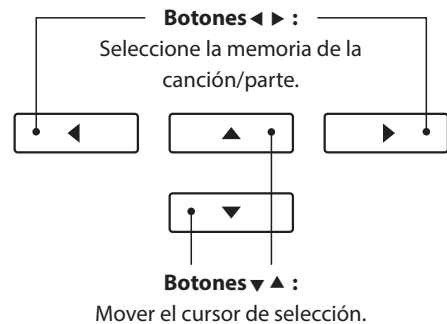 Botones ◀ ▶ :
Seleccione la memoria de la
canción/parte.
◀ ▲ ▶
▼
Botones ▼ ▲ :
Mover el cursor de selección.